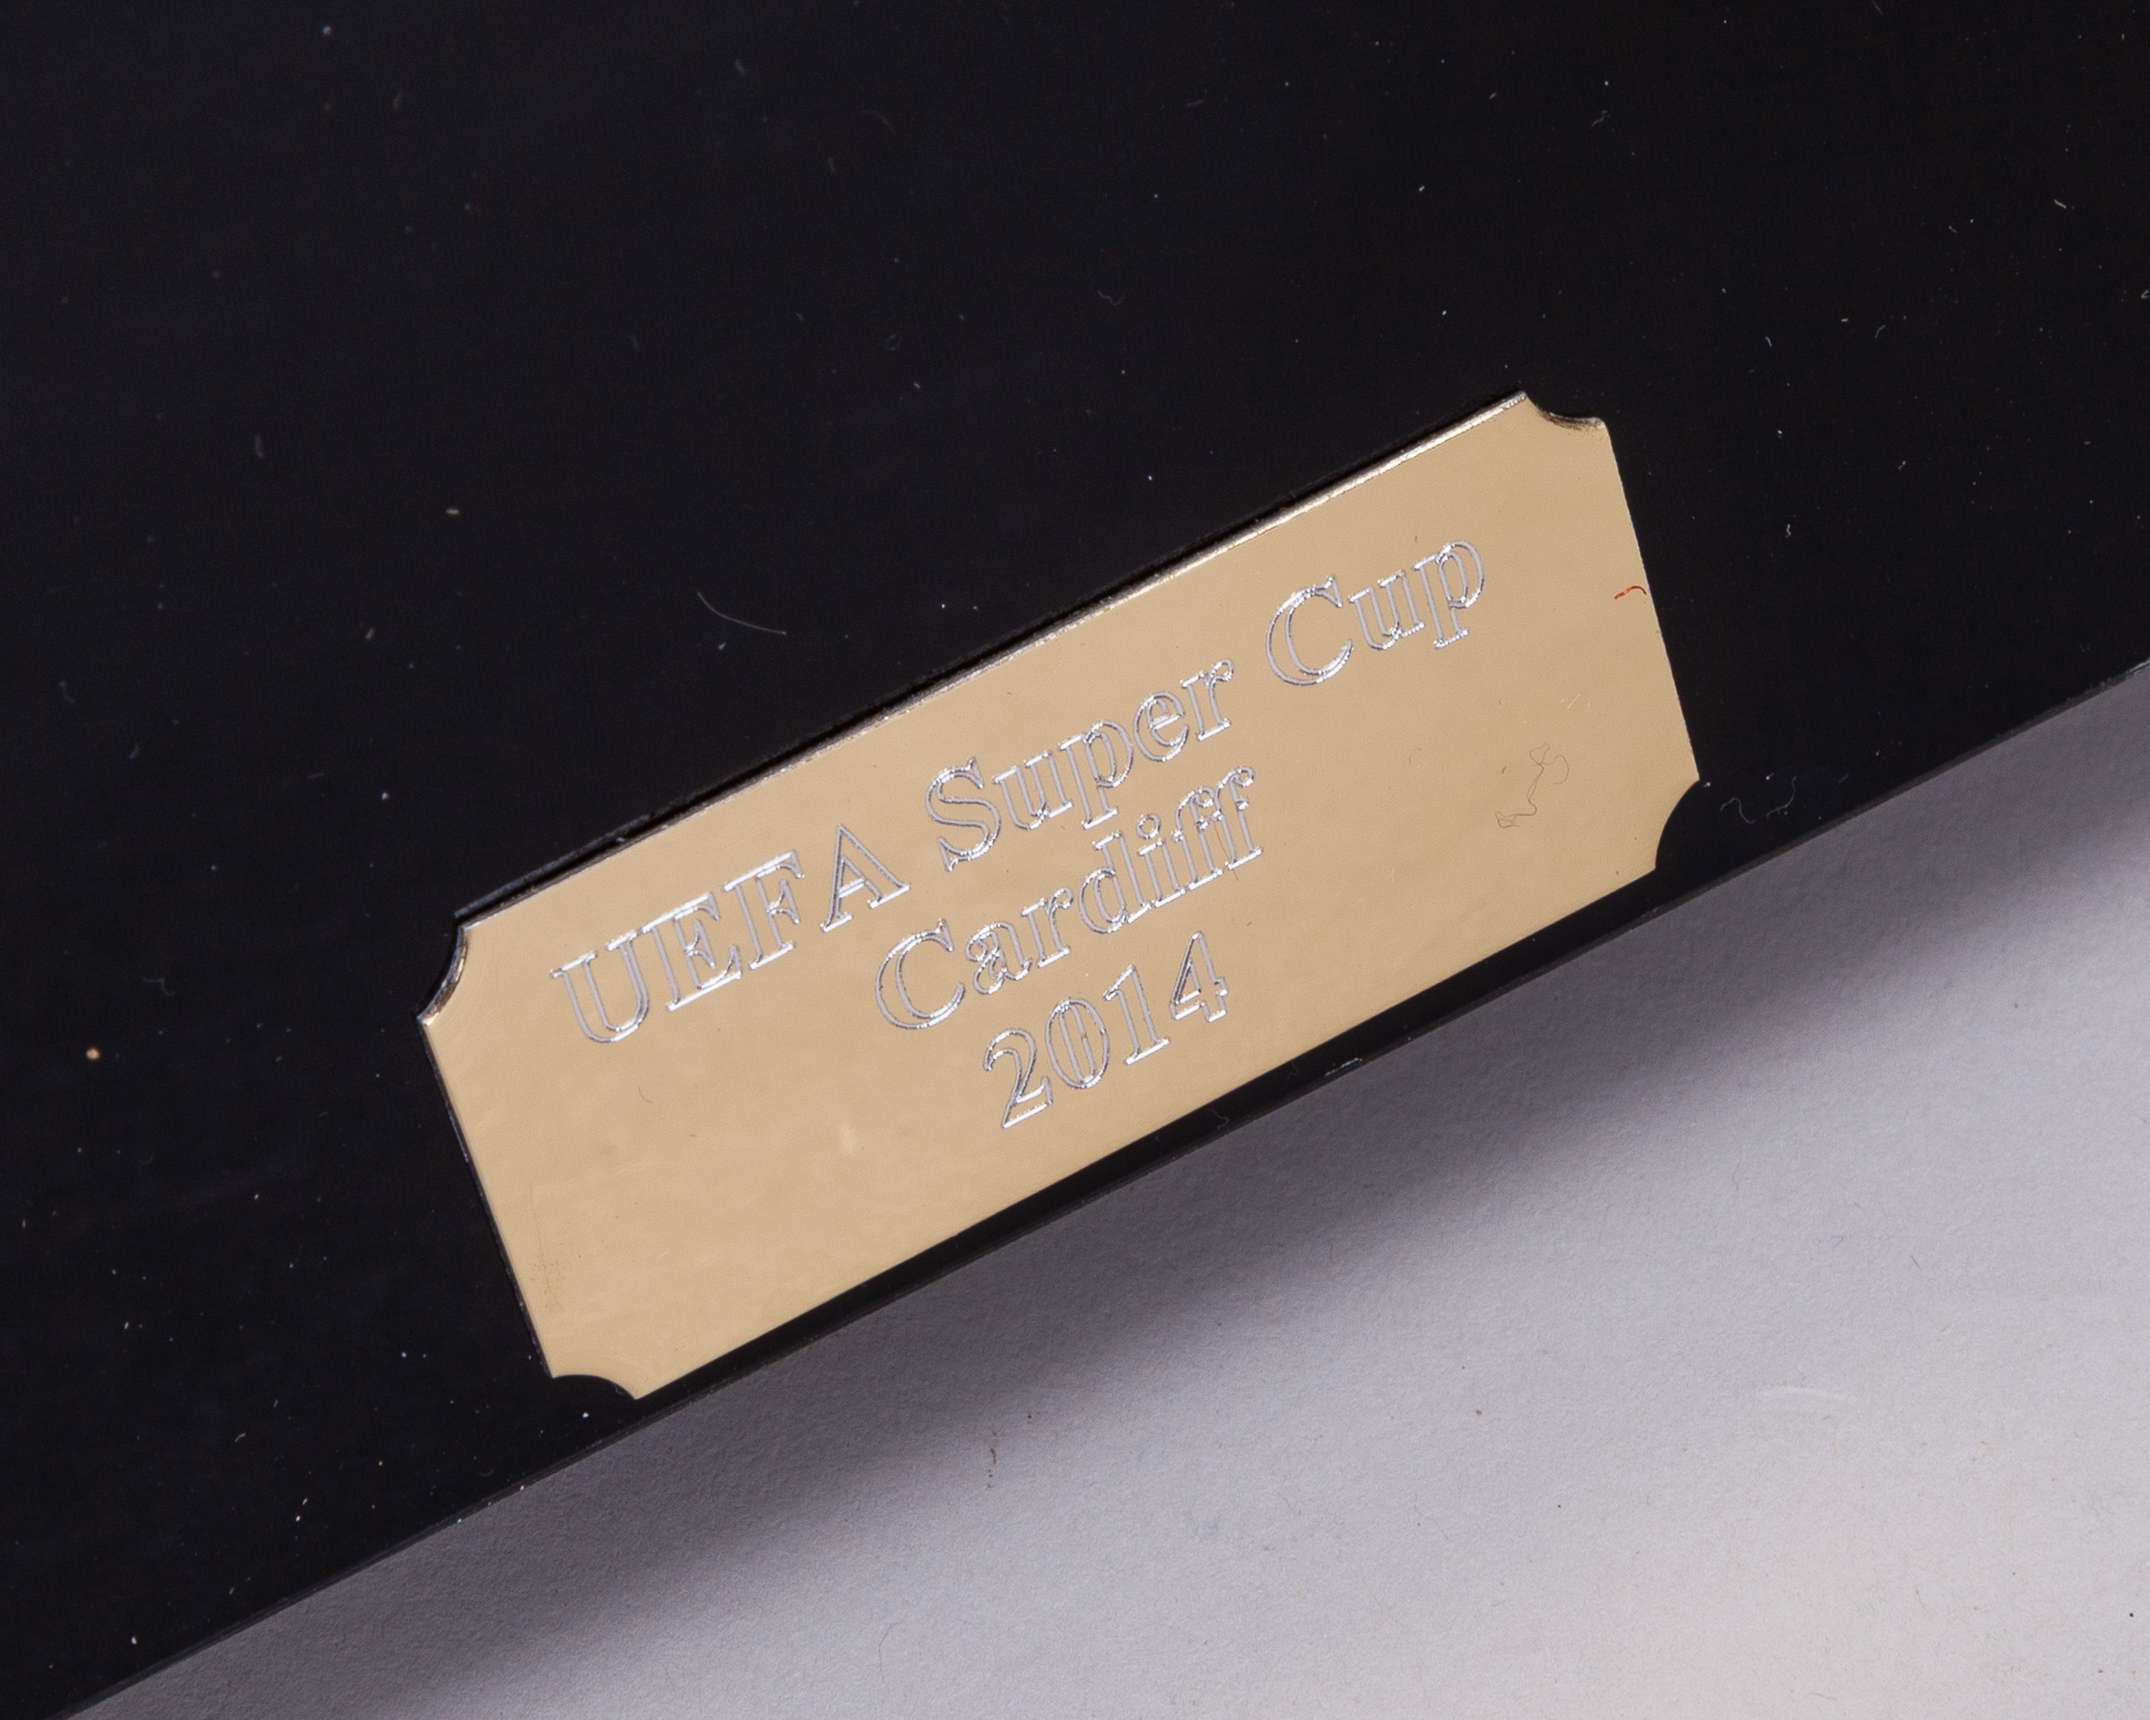 UEFA Super Cup
Cardiff
2014